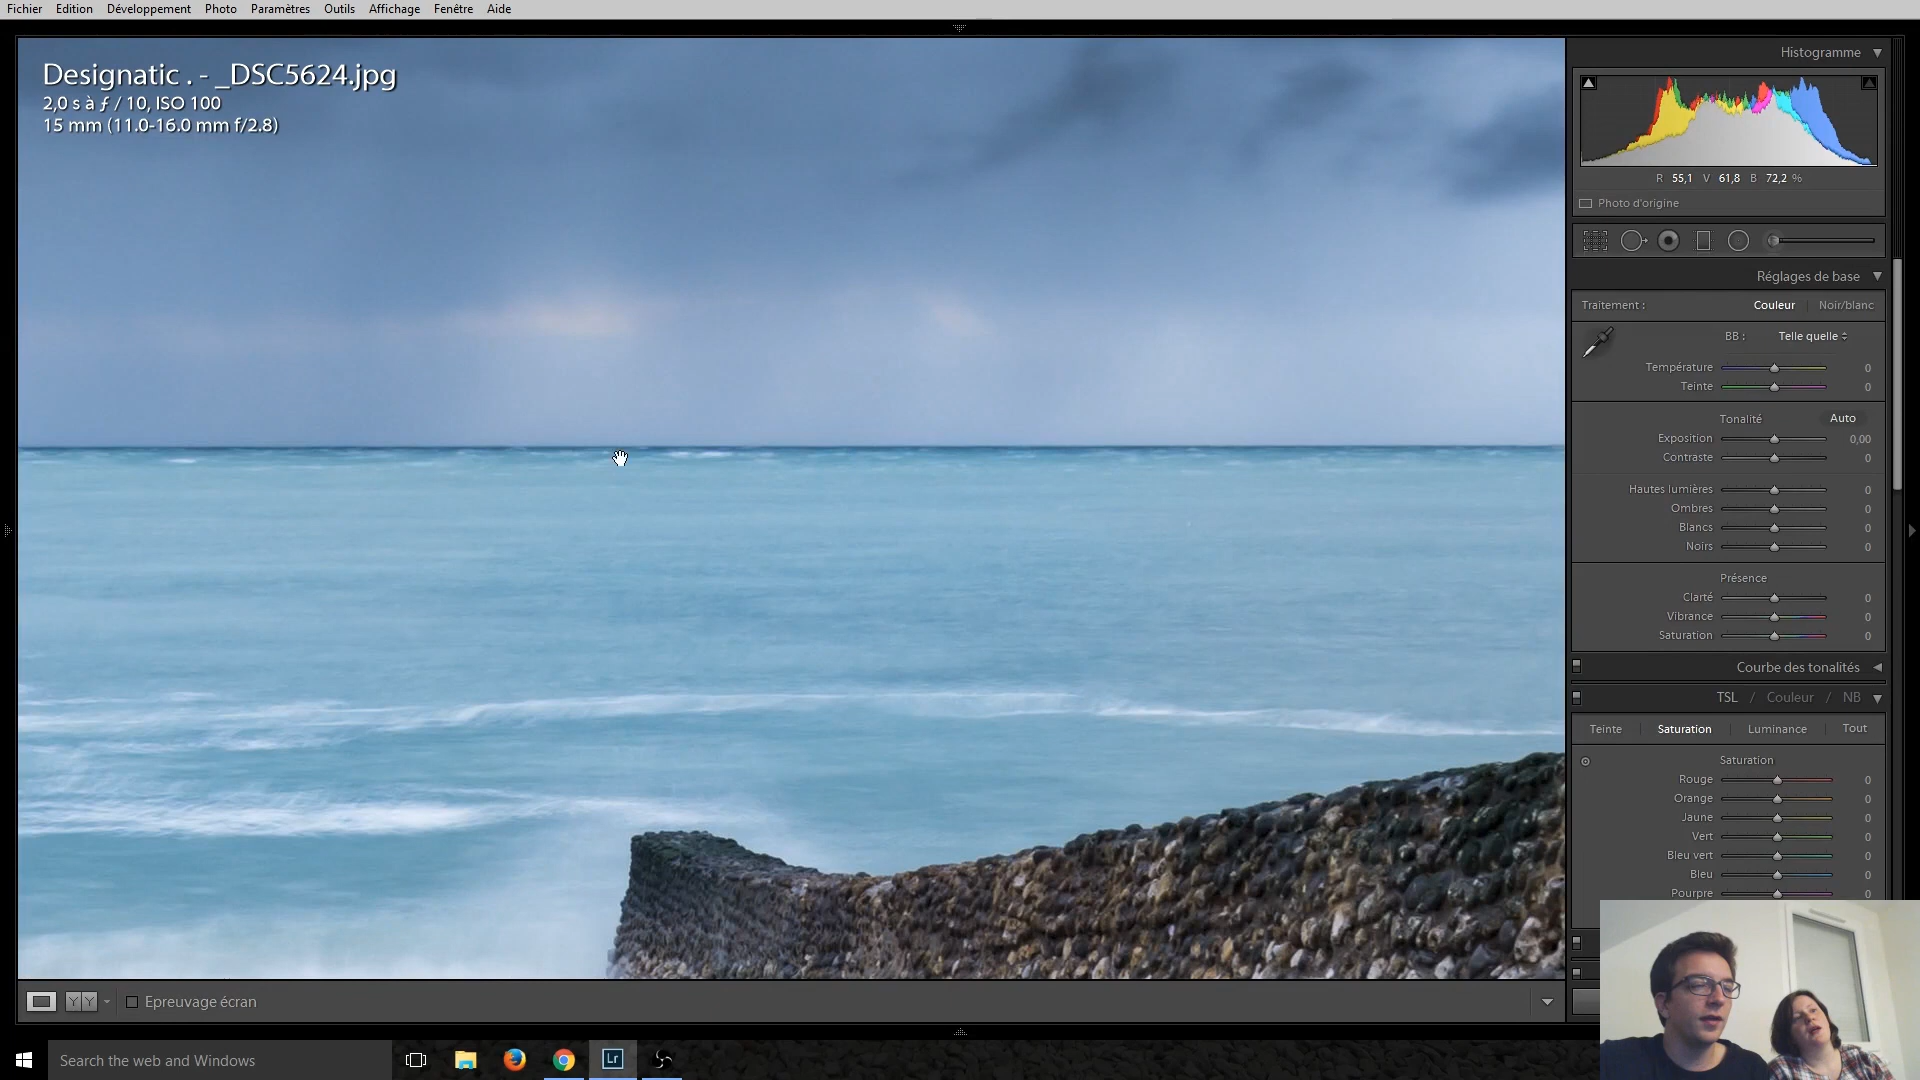 Fichier Edition Développement Photo Paramètres Outils Affichage Fenêtre Aide
Designatic . - _DSC5624.jpg
2,0 s à ƒ / 10, ISO 100
15 mm (11.0-16.0 mm f/2.8)
Histogramme
R 55,1 V 61,8 B 72,2 %
Photo d'origine
Réglages de base
Traitement : Couleur Noir/blanc
BB : Telle quelle
Température 0
Teinte 0
Tonalité Auto
Exposition 0,00
Contraste 0
Hautes lumières 0
Ombres 0
Blancs 0
Noirs 0
Présence
Clarté 0
Vibrance 0
Saturation 0
Courbe des tonalités
TSL / Couleur / NB
Teinte Saturation Luminance Tout
Saturation
Rouge 0
Orange 0
Jaune 0
Vert 0
Bleu vert 0
Bleu 0
Pourpre 0
YY Epreuvage écran
Search the web and Windows
Lr